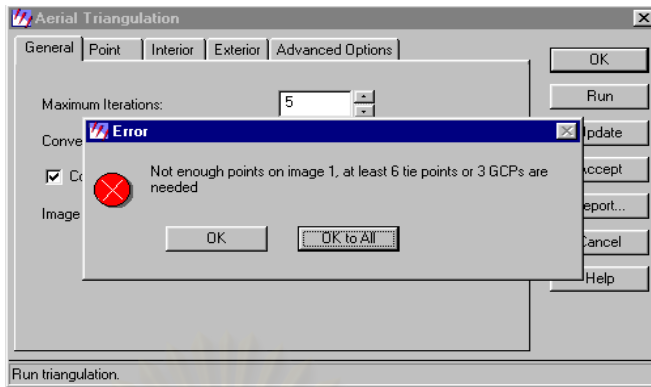 Aerial Triangulation
General Point Interior Exterior Advanced Options
OK
Maximum Iterations: 5
Run
Error
Not enough points on image 1, at least 6 tie points or 3 GCPs are
needed
OK OK to All
Image
Report...
Cancel
Help
Run triangulation.